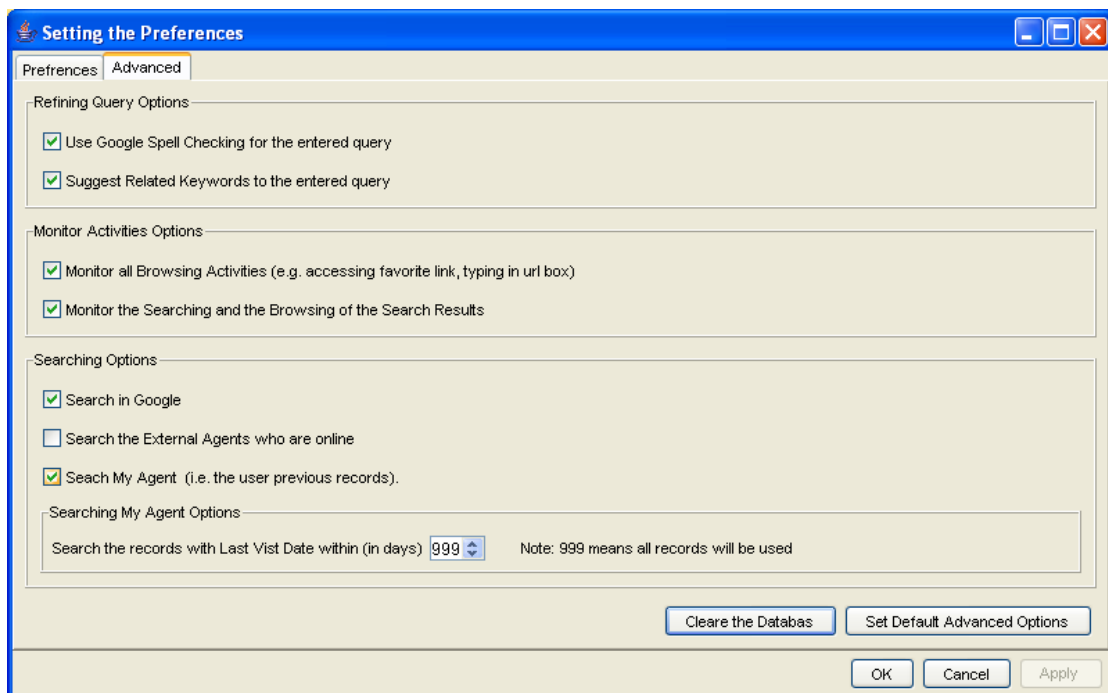 Setting the Preferences
Prefrences Advanced
Refining Query Options
Use Google Spell Checking for the entered query
Suggest Related Keywords to the entered query
Monitor Activities Options
Monitor all Browsing Activities (e.g. accessing favorite link, typing in url box)
Monitor the Searching and the Browsing of the Search Results
Searching Options
Search in Google
Search the External Agents who are online
Seach My Agent (i.e. the user previous records).
Searching My Agent Options
Search the records with Last Vist Date within (in days) 999 Note: 999 means all records will be used
Cleare the Databas Set Default Advanced Options
OK Cancel Apply